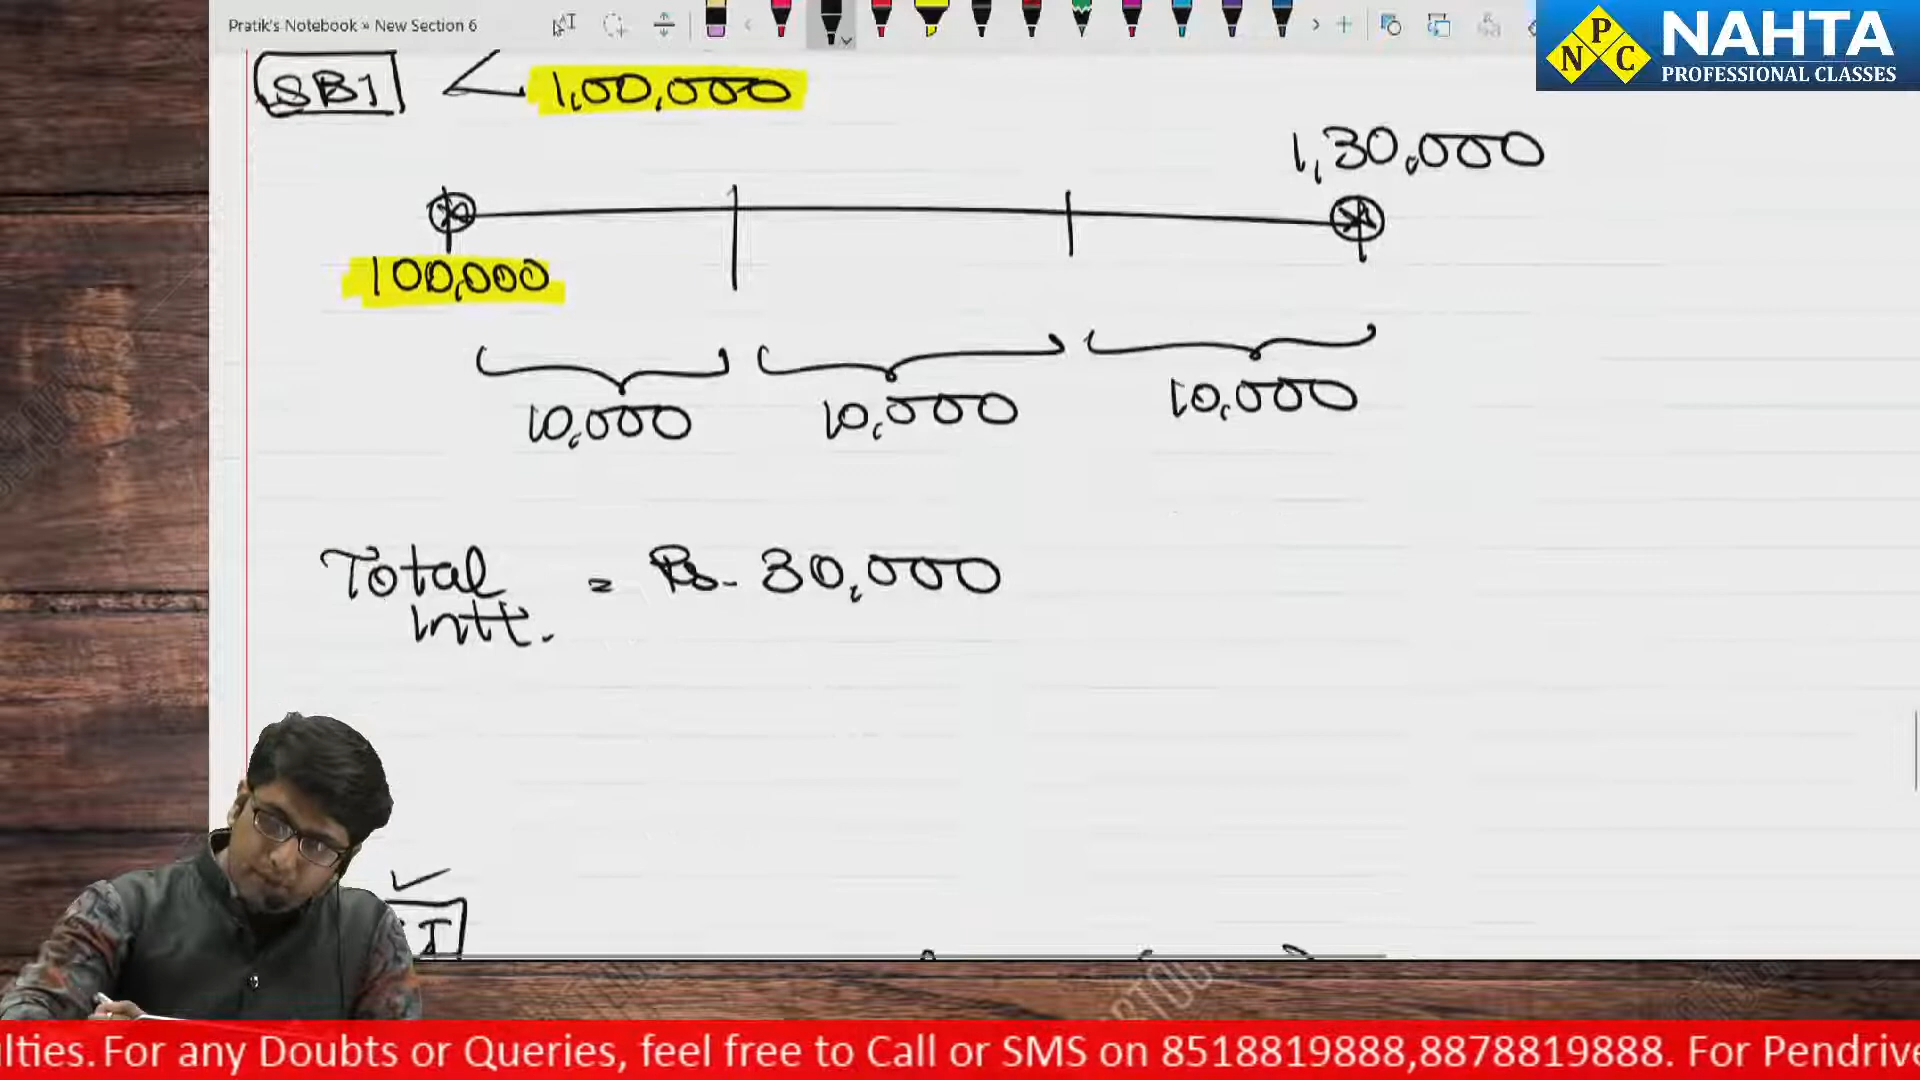 Pratik's Notebook » New Section 6
N P C
NAHTA
PROFESSIONAL CLASSES
SBI 1,00,000
1,30,000
100,000
10,000 10,000 10,000
Total = Rs. 30,000
Intt.
I
lties. For any Doubts or Queries, feel free to Call or SMS on 8518819888,8878819888. For Pendrive